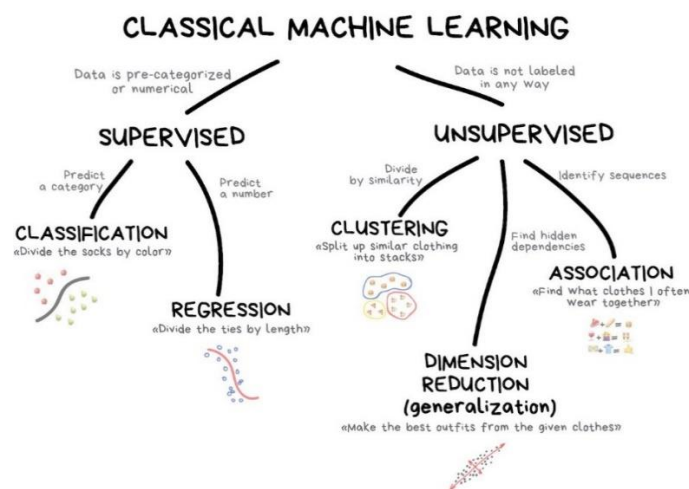 CLASSICAL MACHINE LEARNING
Data is pre-categorized
or numerical
Data is not labeled
in any way
SUPERVISED
UNSUPERVISED
Predict
a category
Predict
a number
Divide
by similarity
Identify sequences
CLASSIFICATION
«Divide the socks by color»
CLUSTERING
«Split up similar clothing
into stacks»
Find hidden
dependencies
ASSOCIATION
«Find what clothes I often
wear together»
REGRESSION
«Divide the ties by length»
DIMENSION
REDUCTION
(generalization)
«Make the best outfits from the given clothes»